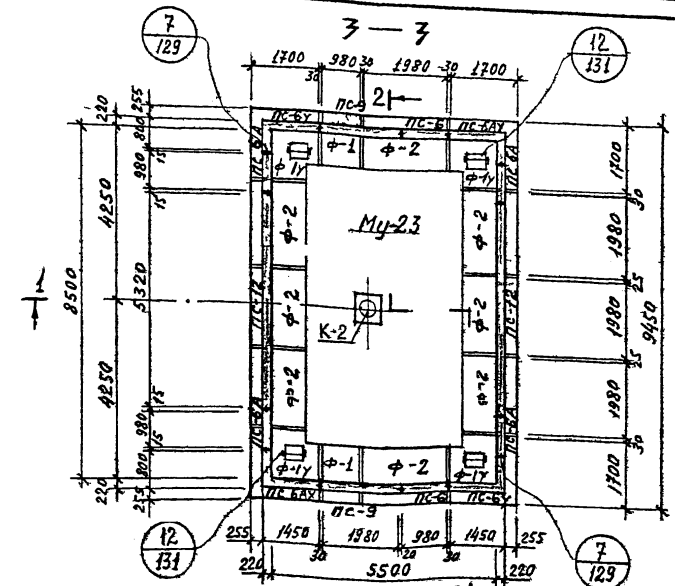 3 — 3
7
129
12
131
1700
30
980
30
1980
30
1700
ПС-9
2
220
255
800
15
980
15
4250
5320
8500
4250
15
980
15
800
220
255
ПС-6У
ПС-6
ПС-6АУ
Ф-1
Ф-2
Ф-1У
Ф-1У
ПС-6А
ПС-6А
Ф-2
Му-23
Ф-2
1
ПС-12
Ф-2
К-2
Ф-2
ПС-12
Ф-2
Ф-2
ПС-6А
ПС-6А
Ф-1У
Ф-1
Ф-2
Ф-1У
ПС-6АУ
ПС-6
ПС-6У
ПС-9
1700
30
1980
25
1980
25
1980
30
1700
9450
12
131
7
129
255
1450
30
1980
20
980
30
1450
255
220
5500
220